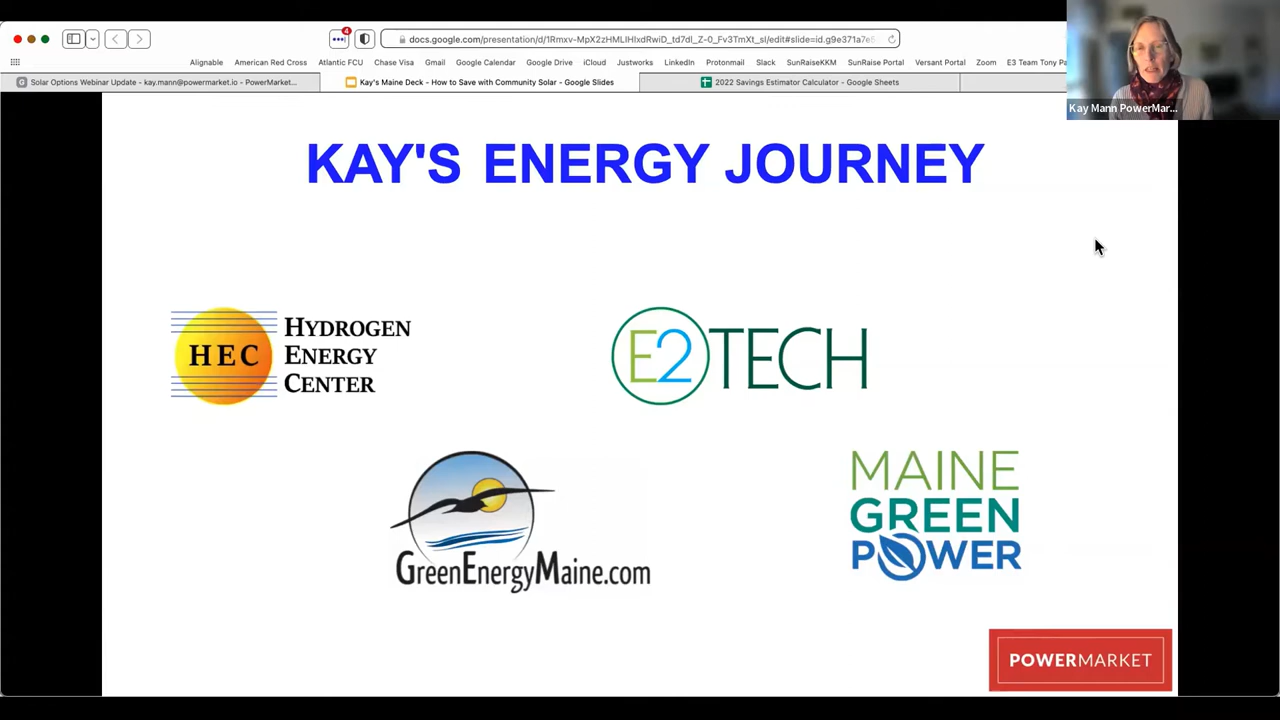 4
docs.google.com/presentation/d/1Rmxv-MpX2zHMLIHlxdRwiD_td7dl_Z-0_Fv3TmXt_sI/edit#slide=id.g9e371a7e5
Allignable American Red Cross Atlantic FCU Chase Visa Gmail Google Calendar Google Drive iCloud Justworks LinkedIn Protonmail Slack SunRaiseKKM SunRaise Portal Versant Portal Zoom E3 Team Tony Pa
Solar Options Webinar Update - kay.mann@powermarket.io - PowerMarket...
Kay's Maine Deck - How to Save with Community Solar - Google Slides
2022 Savings Estimator Calculator - Google Sheets
Kay Mann PowerMar...
KAY'S ENERGY JOURNEY
HEC
HYDROGEN
ENERGY
CENTER
E2TECH
GreenEnergyMaine.com
MAINE
GREEN
POWER
POWERMARKET